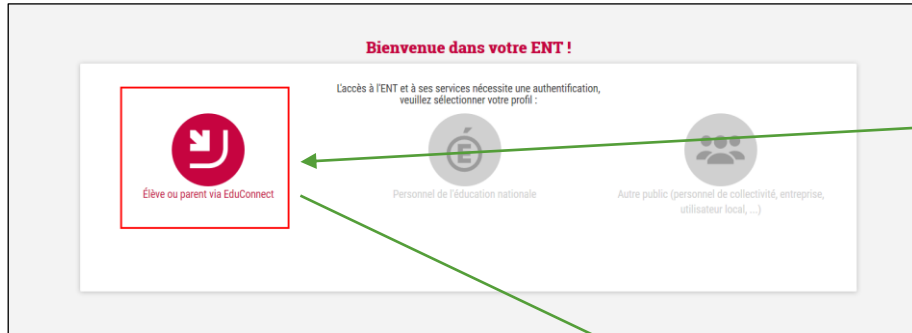 Bienvenue dans votre ENT !
L'accès à l'ENT et à ses services nécessite une authentification,
veuillez sélectionner votre profil :
É
Élève ou parent via EduConnect
Personnel de l'éducation nationale
Autre public (personnel de collectivité, entreprise,
utilisateur local, ...)